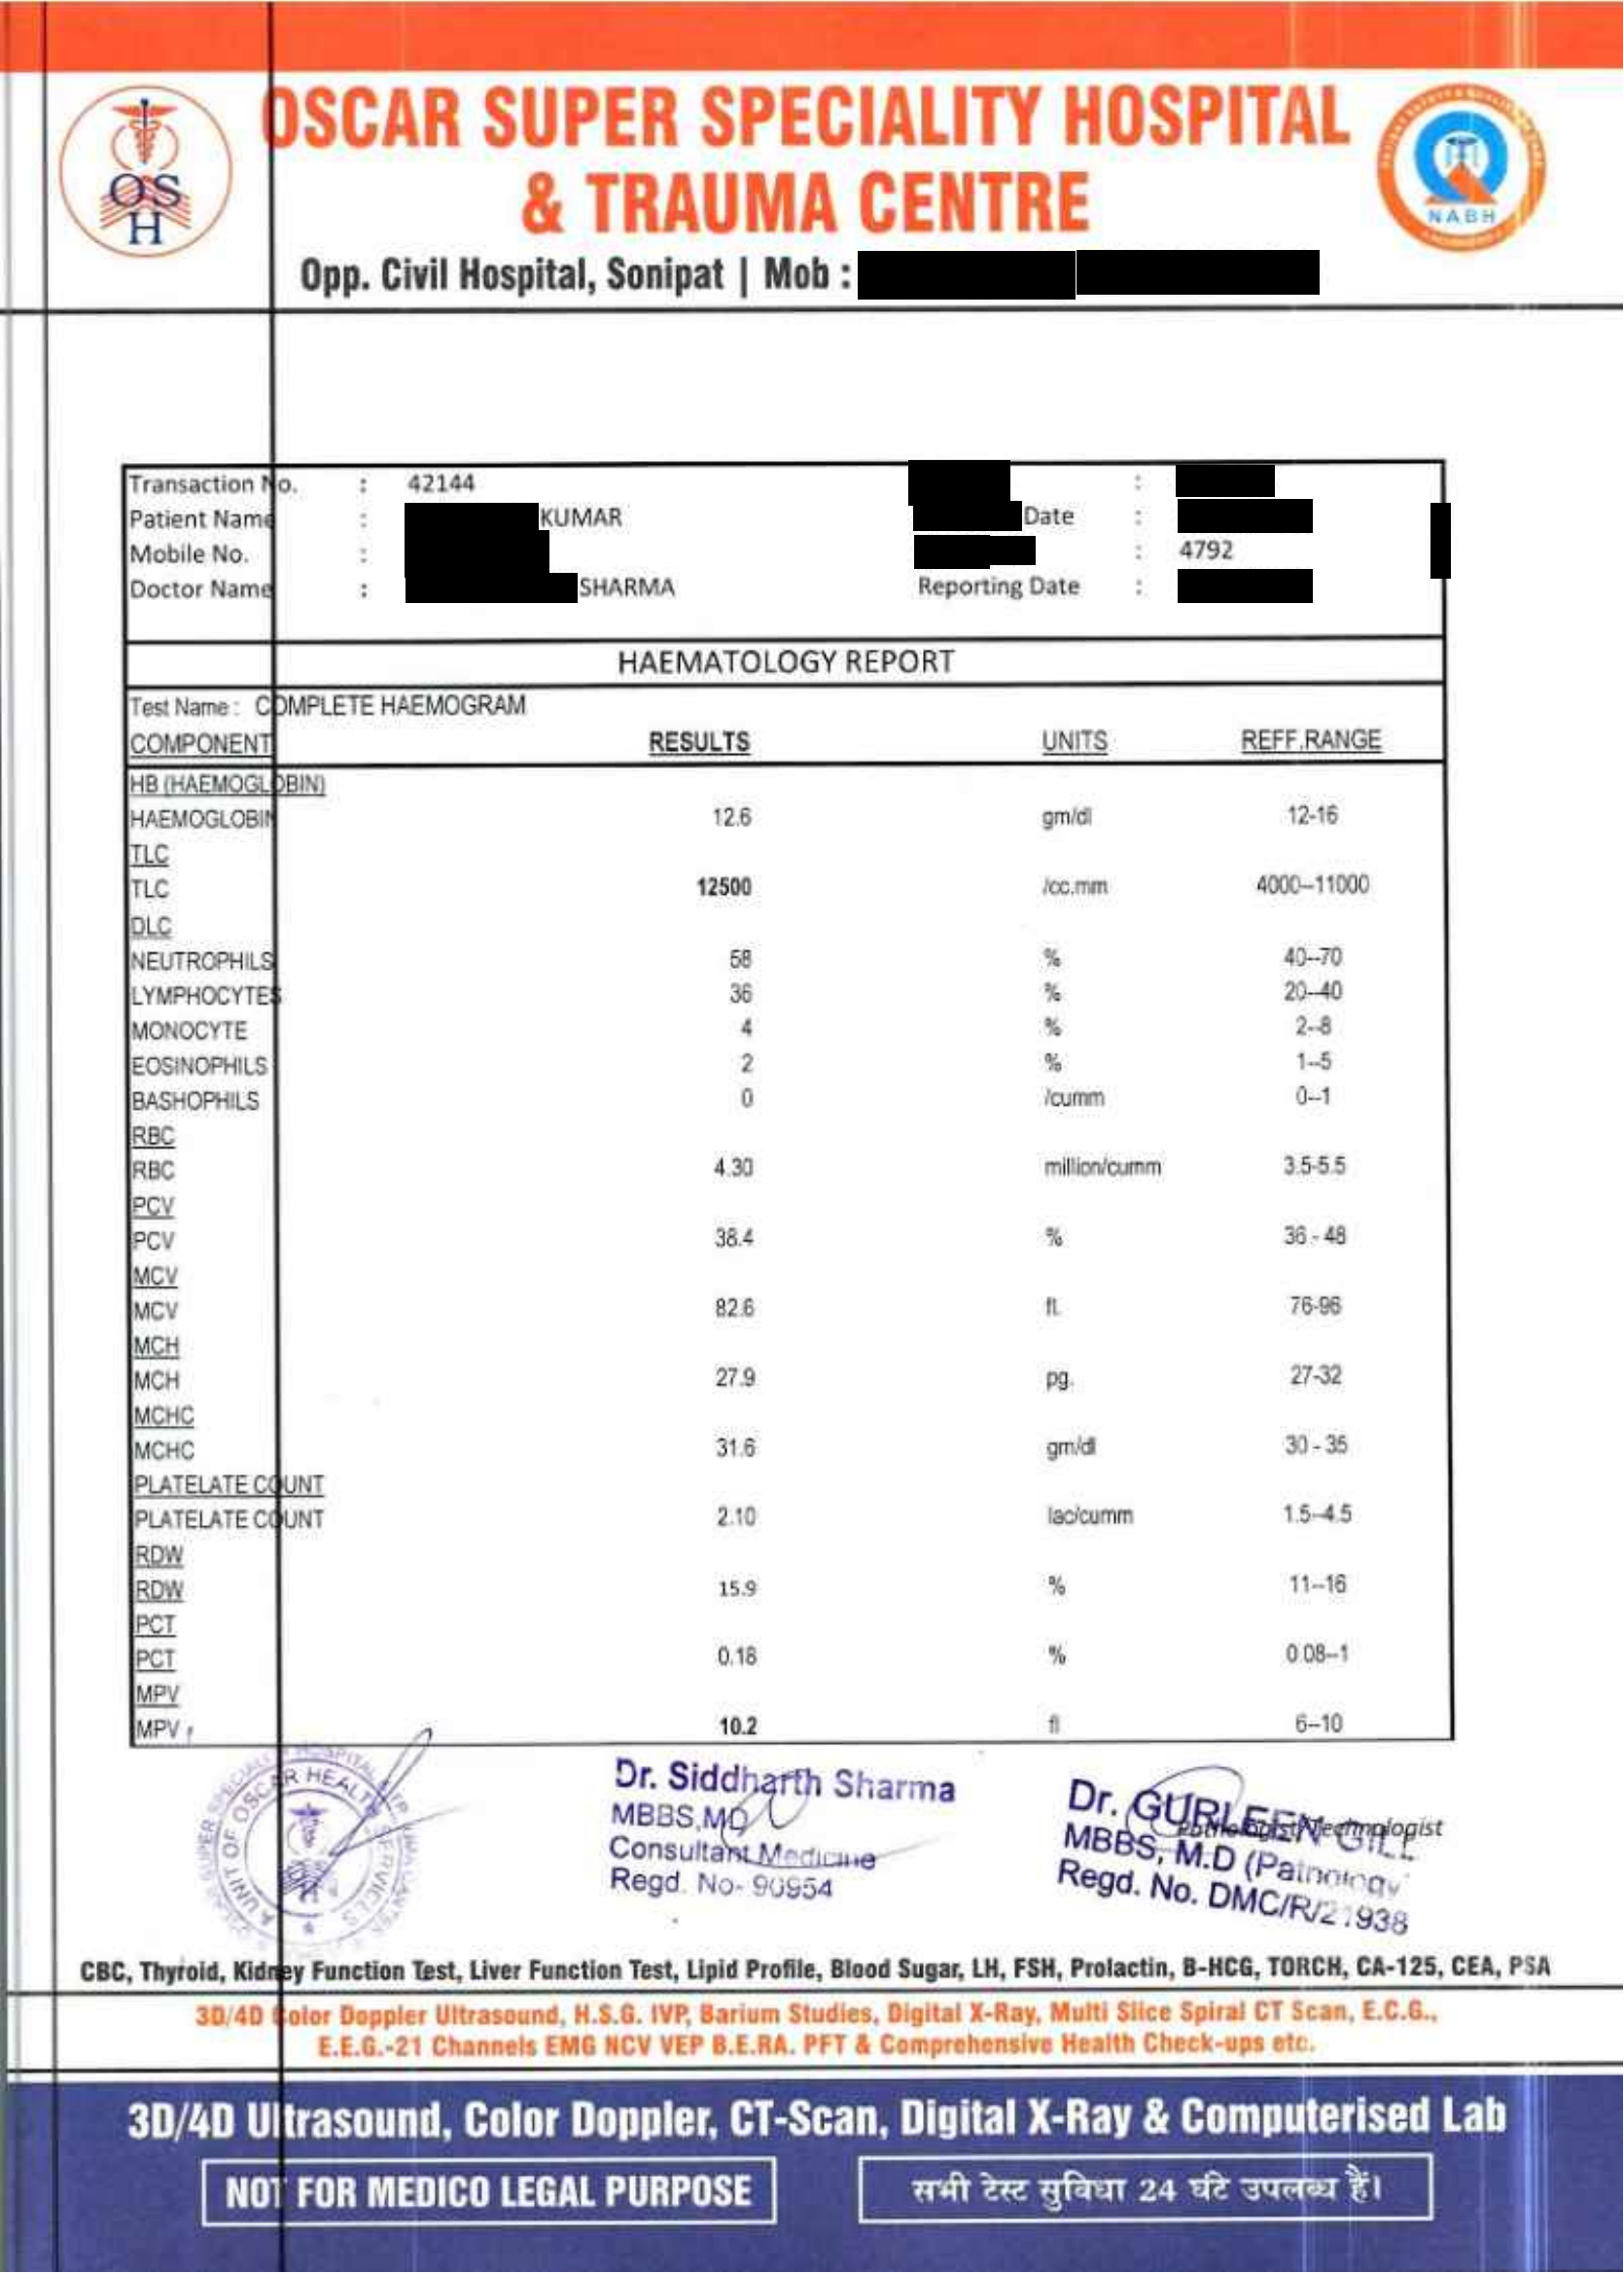 OSCAR SUPER SPECIALITY HOSPITAL
& TRAUMA CENTRE
OS
H
NABH
Opp. Civil Hospital, Sonipat | Mob :
Transaction No. : 42144 :
Patient Name : KUMAR Date :
Mobile No. : : 4792
Doctor Name : SHARMA Reporting Date :
HAEMATOLOGY REPORT
Test Name : COMPLETE HAEMOGRAM
COMPONENT RESULTS UNITS REFF.RANGE
HB (HAEMOGLOBIN)
HAEMOGLOBIN 12.6 gm/dl 12-16
TLC
TLC 12500 /cc.mm 4000--11000
DLC
NEUTROPHILS 58 % 40--70
LYMPHOCYTES 36 % 20--40
MONOCYTE 4 % 2--8
EOSINOPHILS 2 % 1--5
BASHOPHILS 0 /cumm 0--1
RBC
RBC 4.30 million/cumm 3.5-5.5
PCV
PCV 38.4 % 36 - 48
MCV
MCV 82.6 fl. 76-96
MCH
MCH 27.9 pg. 27-32
MCHC
MCHC 31.6 gm/dl 30 - 35
PLATELATE COUNT
PLATELATE COUNT 2.10 lac/cumm 1.5--4.5
RDW
RDW 15.9 % 11--16
PCT
PCT 0.18 % 0.08--1
MPV
MPV 10.2 fl 6--10
A UNIT OF OSCAR HEALTH SERVICES
Dr. Siddharth Sharma
MBBS, MD
Consultant Medicine
Regd. No- 90954
Dr. GURLEEN GILL
Pathologist/Technologist
MBBS, M.D (Pathology)
Regd. No. DMC/R/21938
CBC, Thyroid, Kidney Function Test, Liver Function Test, Lipid Profile, Blood Sugar, LH, FSH, Prolactin, B-HCG, TORCH, CA-125, CEA, PSA
3D/4D Color Doppler Ultrasound, H.S.G. IVP, Barium Studies, Digital X-Ray, Multi Slice Spiral CT Scan, E.C.G.,
E.E.G.-21 Channels EMG NCV VEP B.E.RA. PFT & Comprehensive Health Check-ups etc.
3D/4D Ultrasound, Color Doppler, CT-Scan, Digital X-Ray & Computerised Lab
NOT FOR MEDICO LEGAL PURPOSE
सभी टेस्ट सुविधा 24 घंटे उपलब्ध हैं।